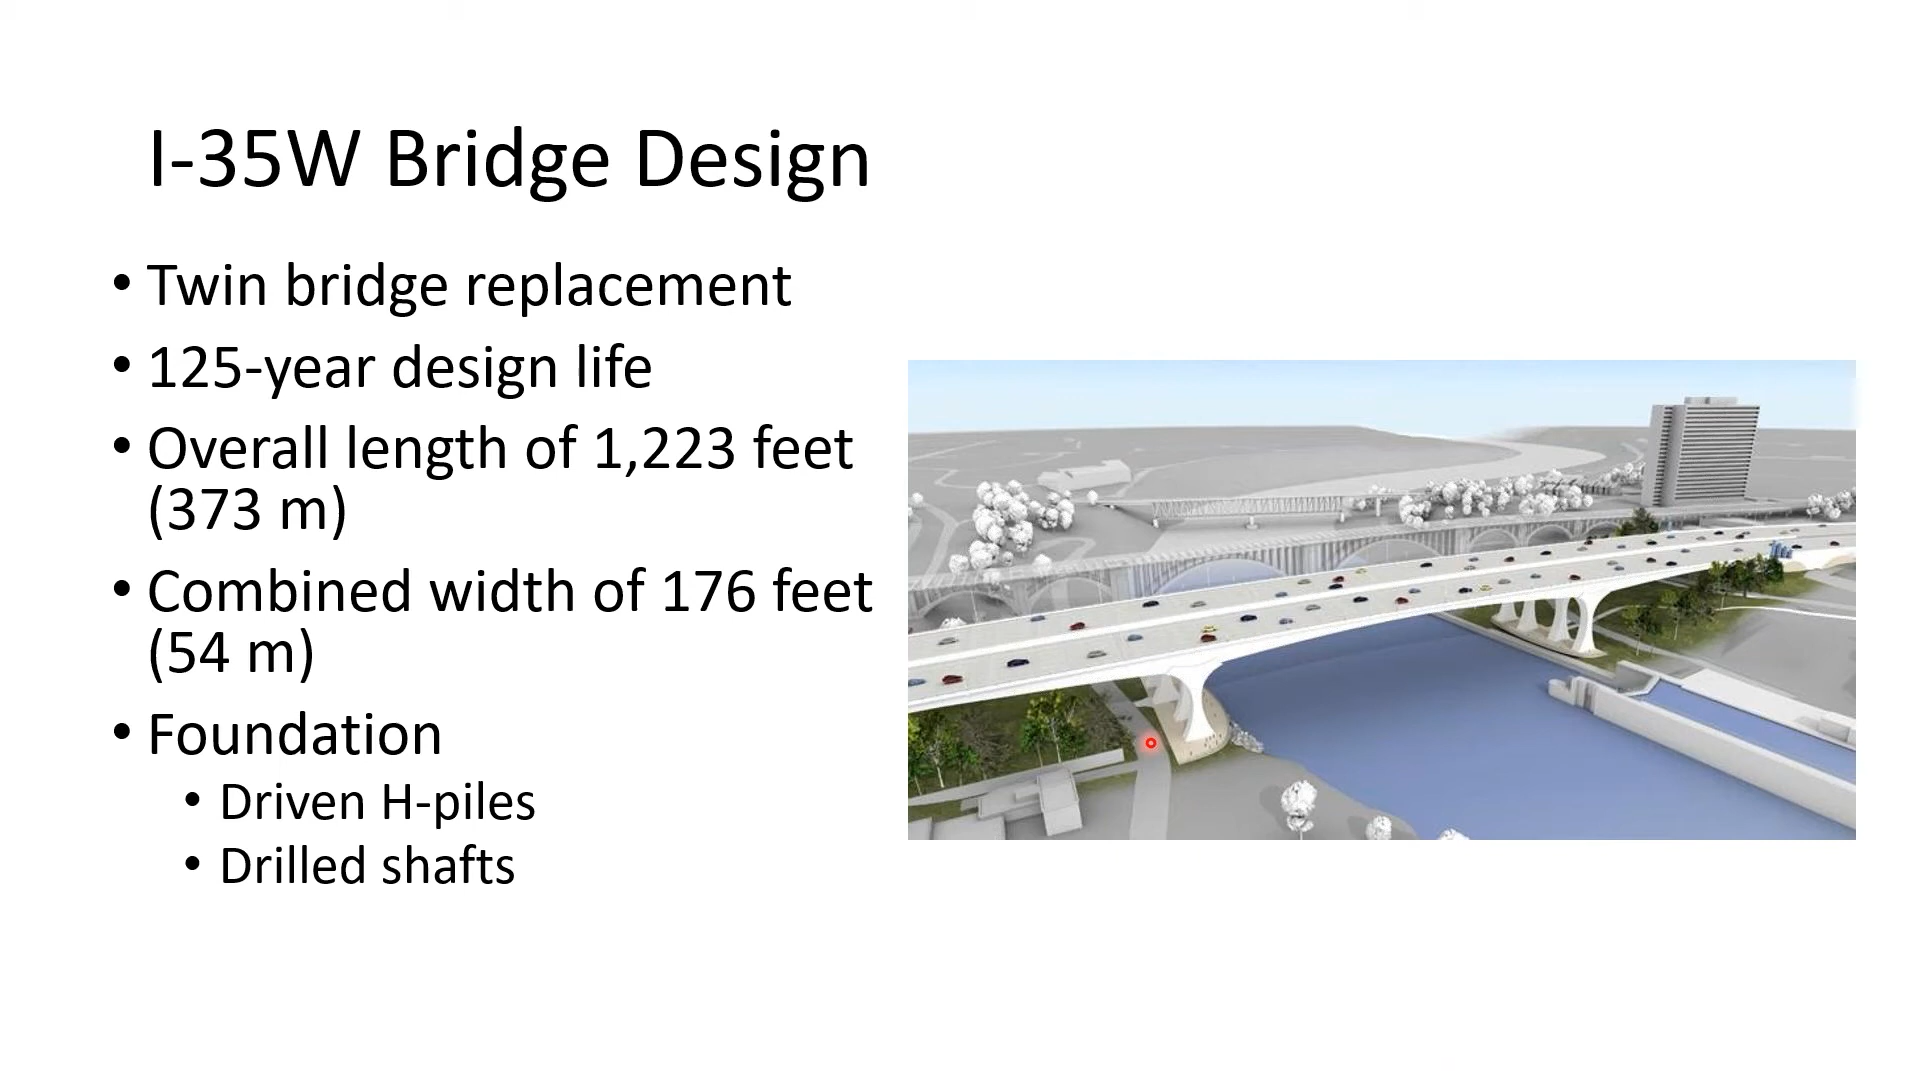 I-35W Bridge Design
• Twin bridge replacement
• 125-year design life
• Overall length of 1,223 feet
(373 m)
• Combined width of 176 feet
(54 m)
• Foundation
• Driven H-piles
• Drilled shafts